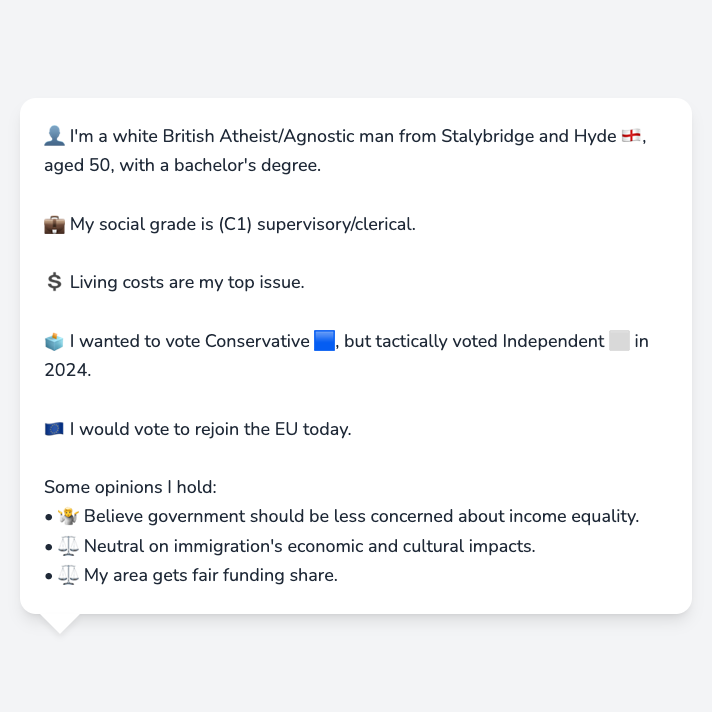 👤 I'm a white British Atheist/Agnostic man from Stalybridge and Hyde 🏴󠁧󠁢󠁥󠁮󠁧󠁿,
aged 50, with a bachelor's degree.
💼 My social grade is (C1) supervisory/clerical.
💲 Living costs are my top issue.
🗳️ I wanted to vote Conservative 🟦, but tactically voted Independent ⬜ in
2024.
🇪🇺 I would vote to rejoin the EU today.
Some opinions I hold:
• 🤷 Believe government should be less concerned about income equality.
• ⚖️ Neutral on immigration's economic and cultural impacts.
• ⚖️ My area gets fair funding share.